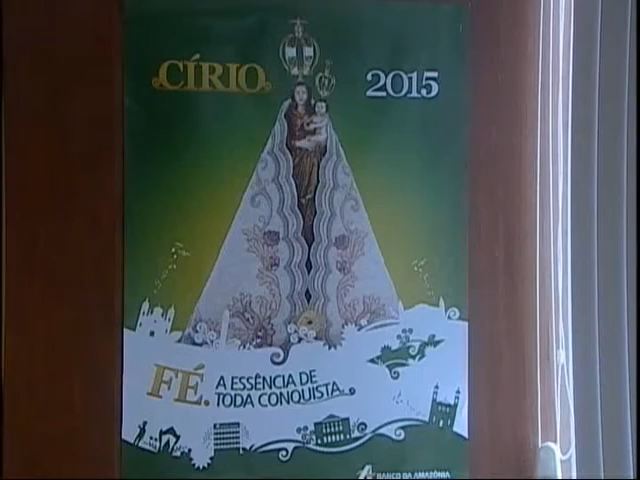 CÍRIO 2015
FÉ. A ESSÊNCIA DE
TODA CONQUISTA.
BANCO DA AMAZÔNIA